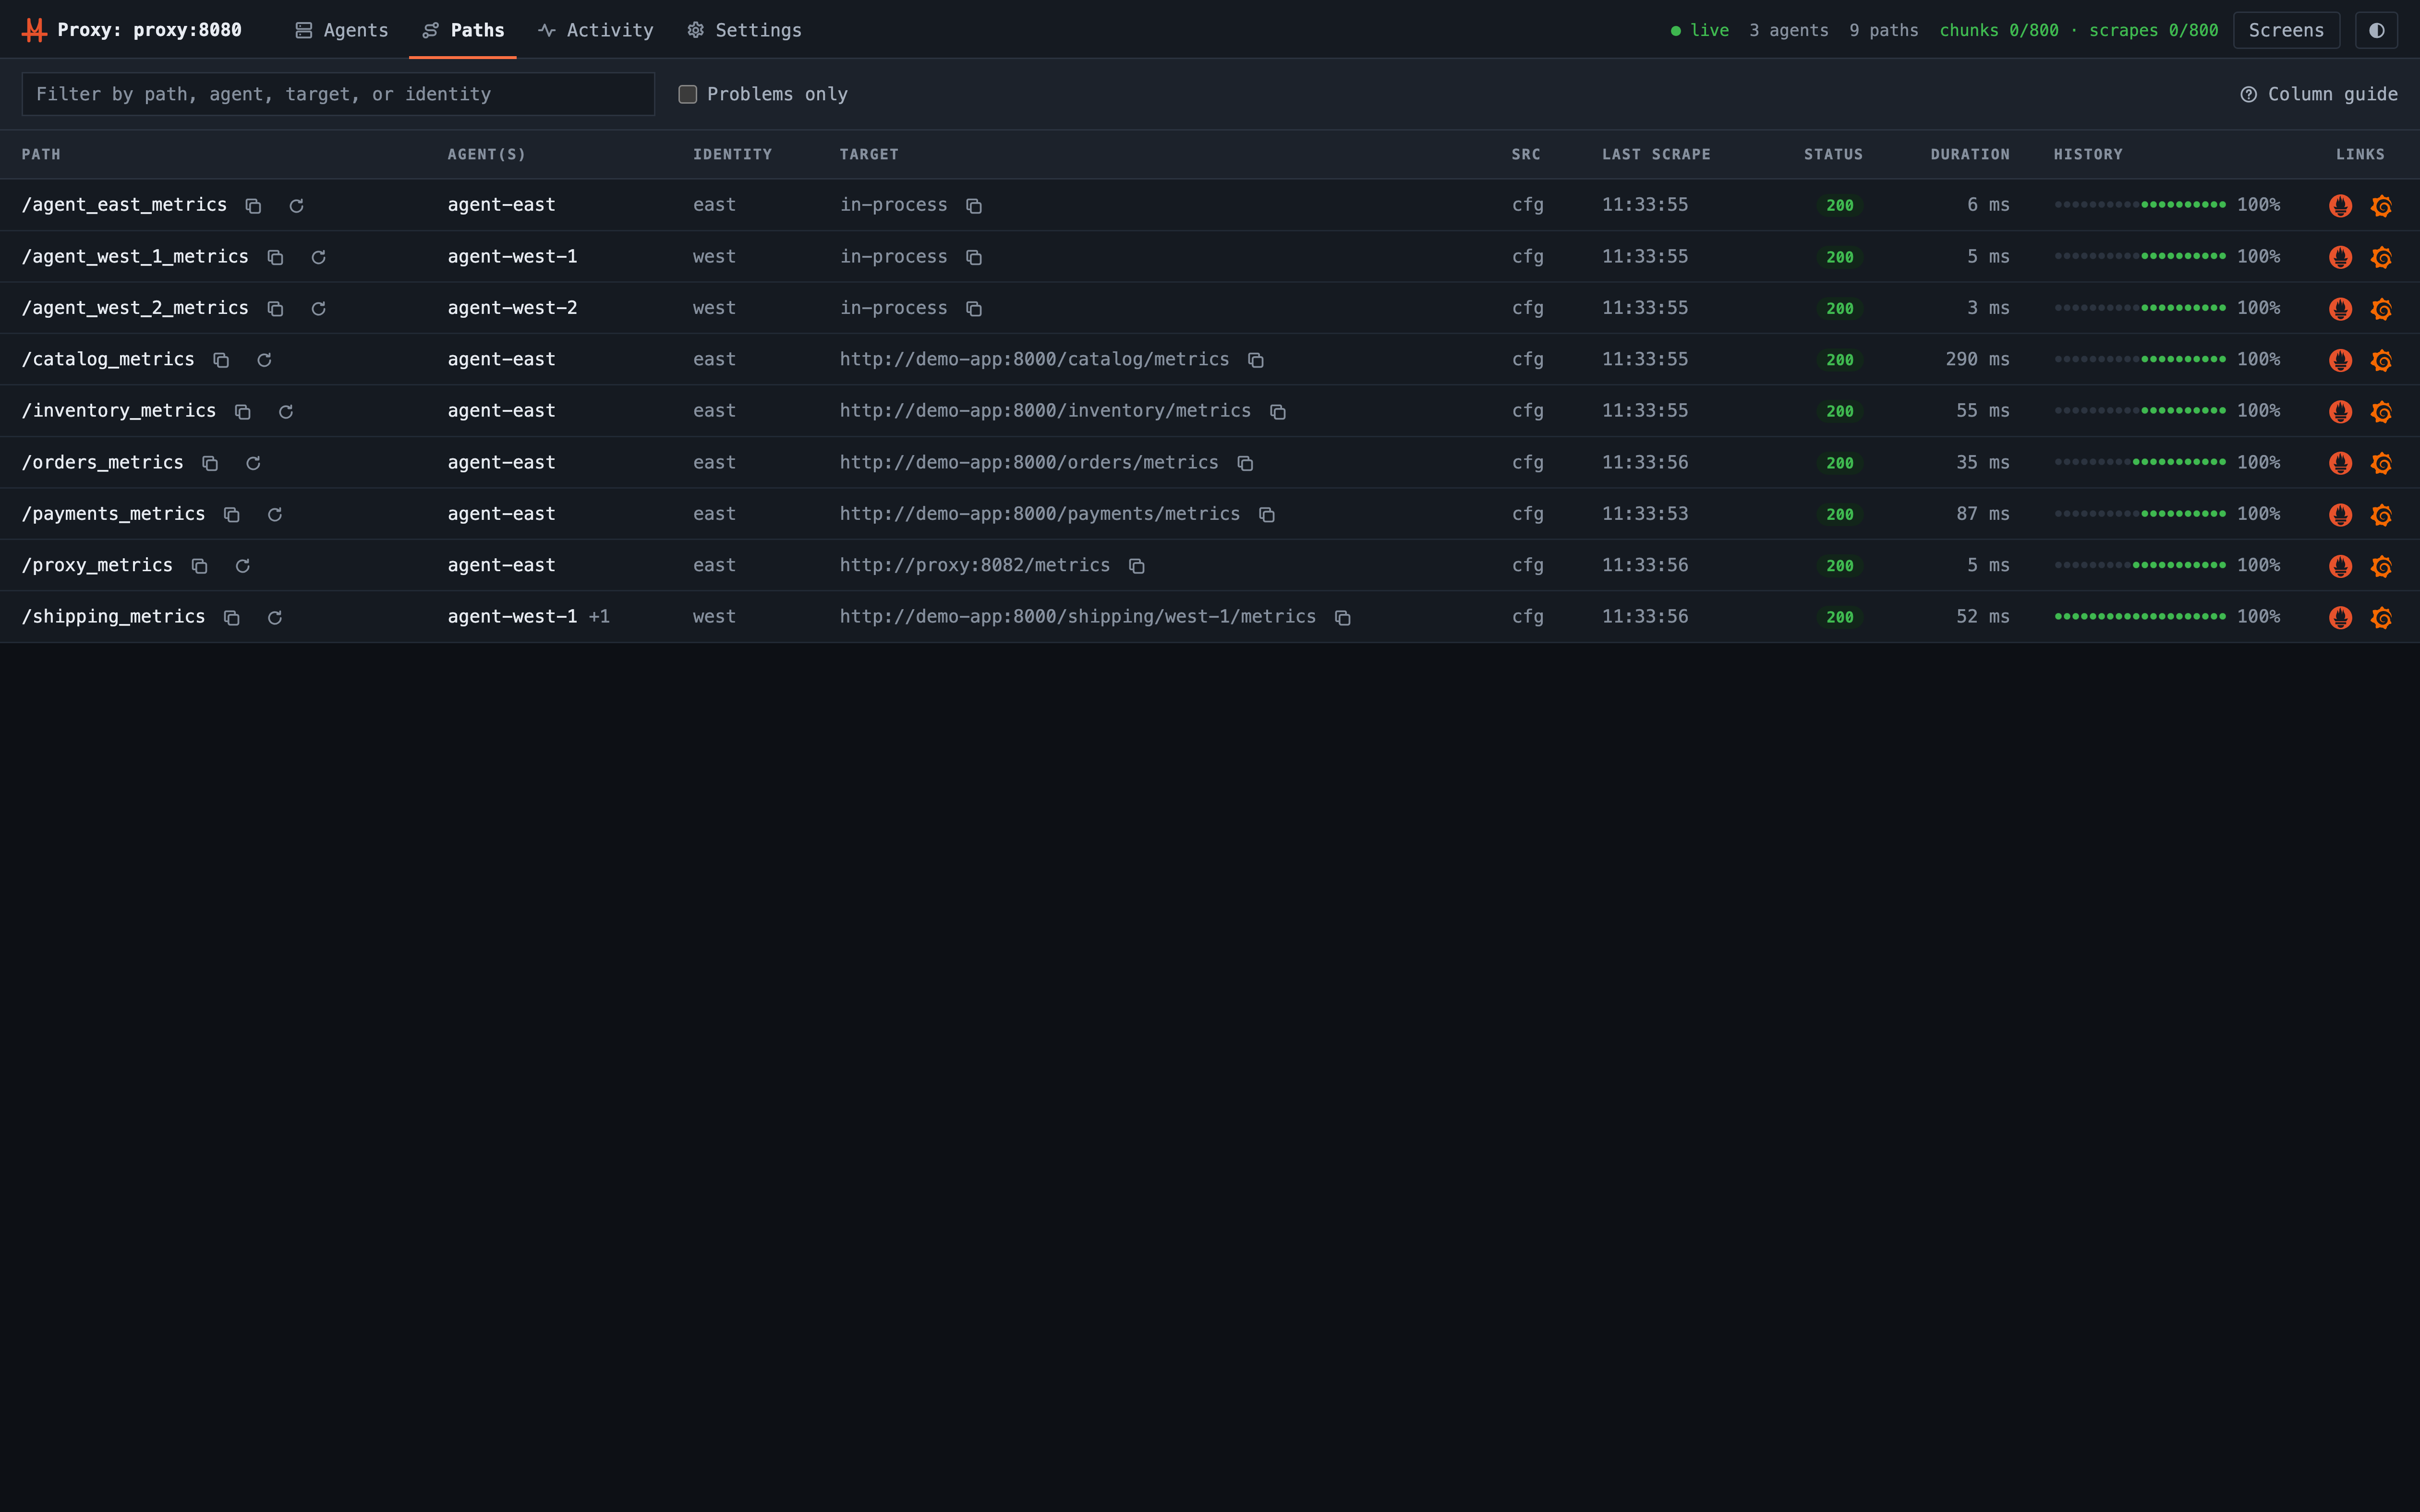 Proxy: proxy:8080 Agents Paths Activity Settings live 3 agents 9 paths chunks 0/800 · scrapes 0/800 Screens
Filter by path, agent, target, or identity Problems only Column guide
PATH AGENT(S) IDENTITY TARGET SRC LAST SCRAPE STATUS DURATION HISTORY LINKS
/agent_east_metrics agent-east east in-process cfg 11:33:55 200 6 ms 100%
/agent_west_1_metrics agent-west-1 west in-process cfg 11:33:55 200 5 ms 100%
/agent_west_2_metrics agent-west-2 west in-process cfg 11:33:55 200 3 ms 100%
/catalog_metrics agent-east east http://demo-app:8000/catalog/metrics cfg 11:33:55 200 290 ms 100%
/inventory_metrics agent-east east http://demo-app:8000/inventory/metrics cfg 11:33:55 200 55 ms 100%
/orders_metrics agent-east east http://demo-app:8000/orders/metrics cfg 11:33:56 200 35 ms 100%
/payments_metrics agent-east east http://demo-app:8000/payments/metrics cfg 11:33:53 200 87 ms 100%
/proxy_metrics agent-east east http://proxy:8082/metrics cfg 11:33:56 200 5 ms 100%
/shipping_metrics agent-west-1 +1 west http://demo-app:8000/shipping/west-1/metrics cfg 11:33:56 200 52 ms 100%